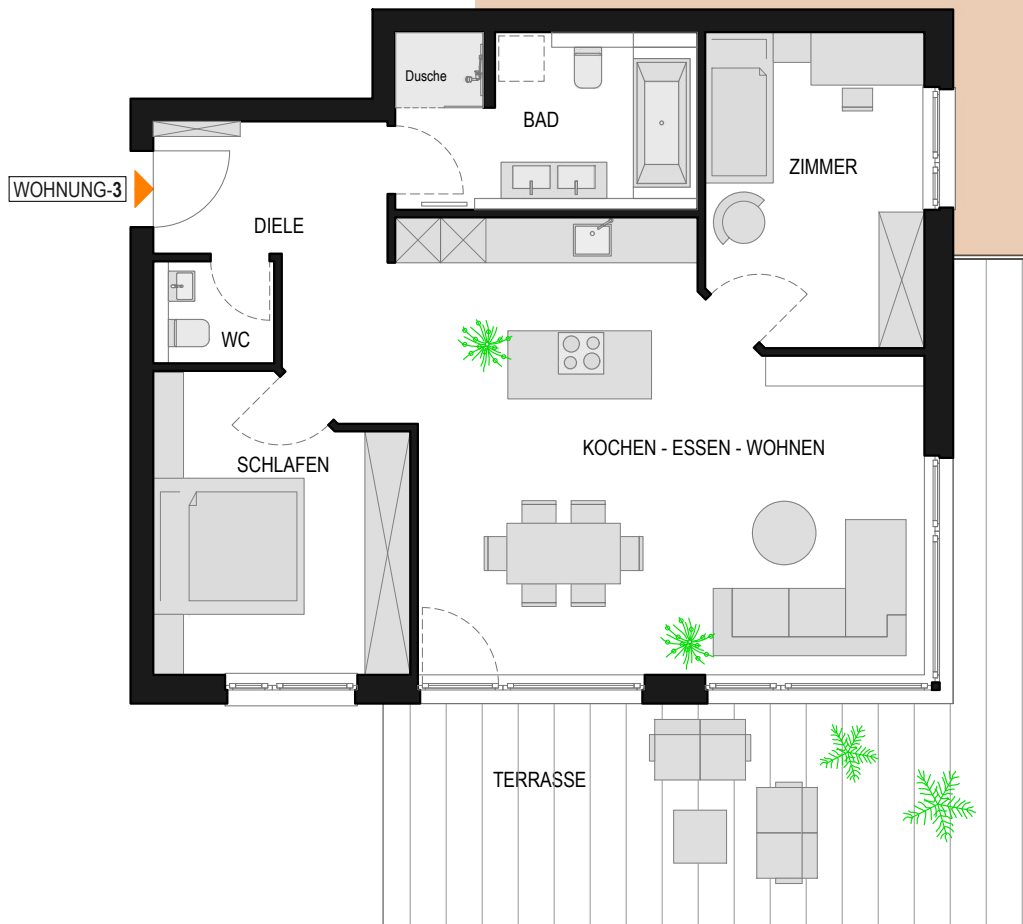 Dusche
BAD
ZIMMER
WOHNUNG-3
DIELE
WC
KOCHEN - ESSEN - WOHNEN
SCHLAFEN
TERRASSE